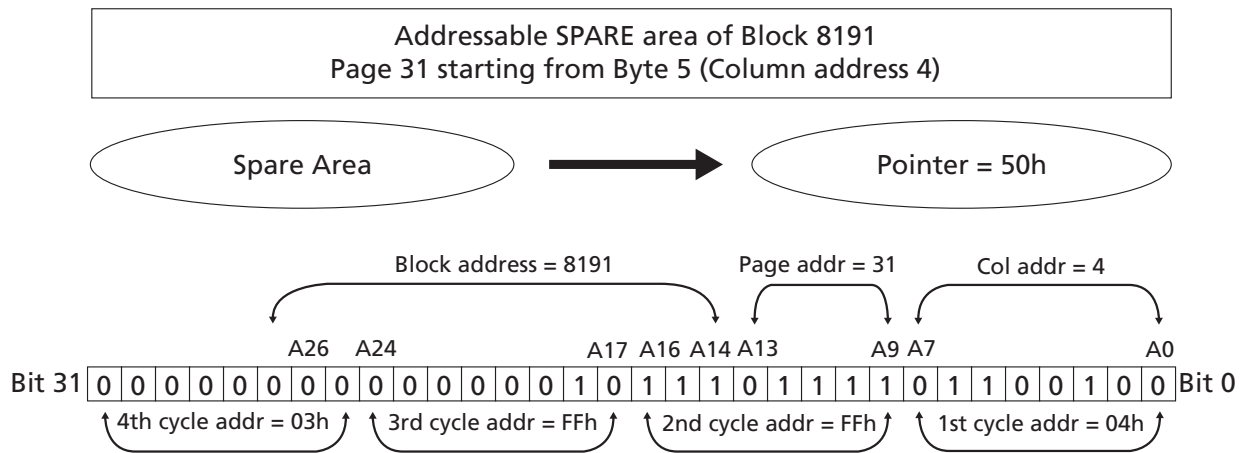 Addressable SPARE area of Block 8191
Page 31 starting from Byte 5 (Column address 4)
Spare Area
Pointer = 50h
Block address = 8191 Page addr = 31 Col addr = 4
A26 A24 A17 A16 A14 A13 A9 A7 A0
Bit 31 0 0 0 0 0 0 0 0 0 0 0 0 0 0 1 0 1 1 1 0 1 1 1 1 0 1 1 0 0 1 0 0 Bit 0
4th cycle addr = 03h 3rd cycle addr = FFh 2nd cycle addr = FFh 1st cycle addr = 04h